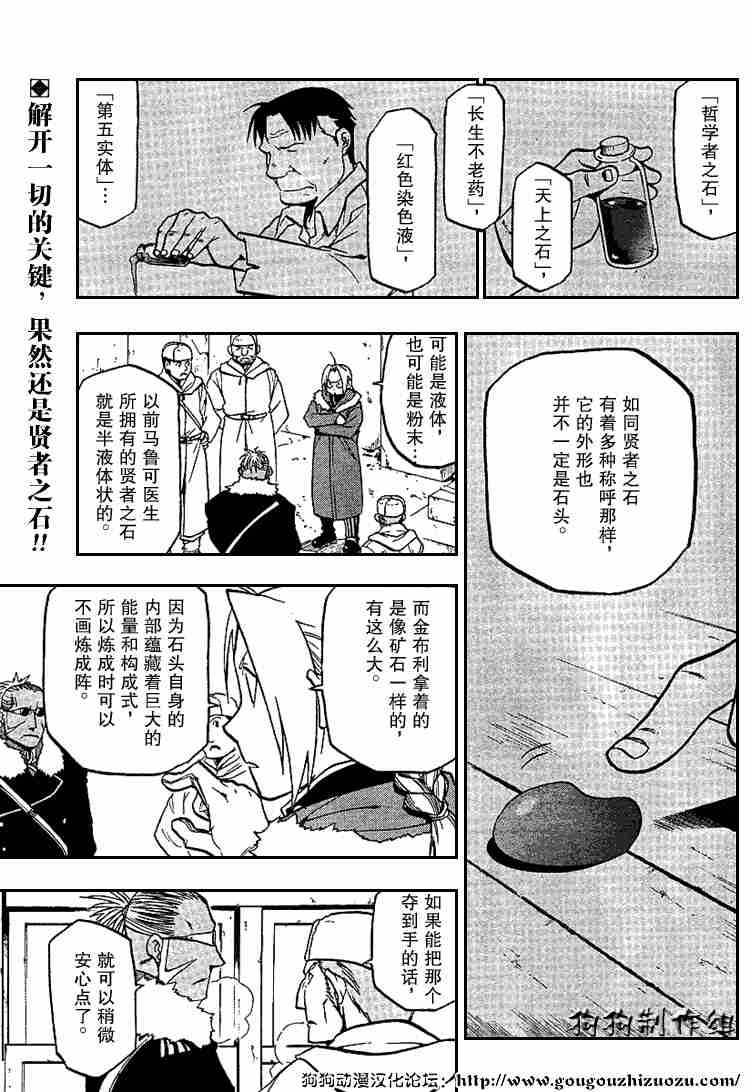 「哲学者之石」，
「天上之石」，
「长生不老药」，
「红色染色液」，
「第五实体」…
◆解开一切的关键，果然还是贤者之石!!
如同贤者之石
有着多种称呼那样，
它的外形也
并不一定是石头。
可能是液体，
也可能是粉末…
以前马鲁可医生
所拥有的贤者之石
就是半液体状的。
而金布利拿着的
是像矿石一样的，
有这么大。
因为石头自身的
内部蕴藏着巨大的
能量和构成式，
所以炼成时可以
不画炼成阵。
如果能把那个
夺到手的话，
就可以稍微
安心点了。
狗狗制作组
狗狗动漫汉化论坛：http://www.gougouzhizuozu.com/